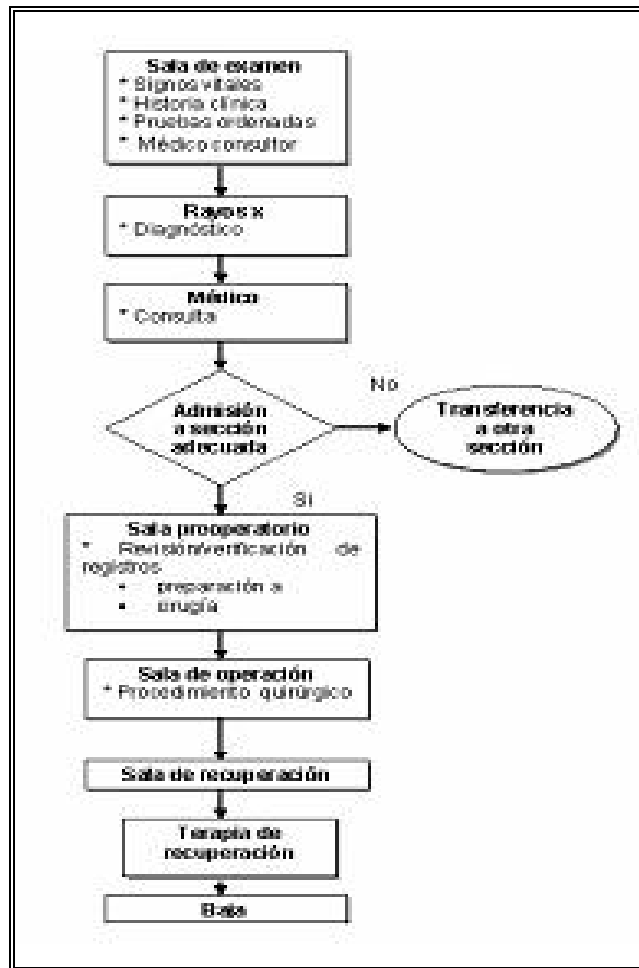 Sala de examen
* Signos vitales
* Historia clínica
* Pruebas ordenadas
* Médico consultor
Rayos x
* Diagnóstico
Médico
* Consulta
No
Admisión
a sección
adecuada
Transferencia
a otra
sección
Si
Sala prooperatorio
* Revisión/verificación de
registros
• preparación a
• cirugía
Sala de operación
* Procedimiento quirúrgico
Sala de recuperación
Terapia de
recuperación
Baja